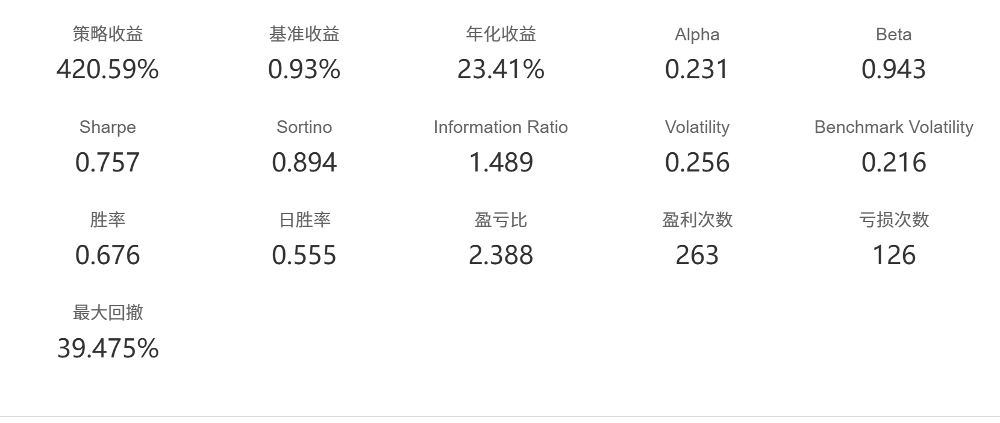 策略收益 基准收益 年化收益 Alpha Beta
420.59% 0.93% 23.41% 0.231 0.943
Sharpe Sortino Information Ratio Volatility Benchmark Volatility
0.757 0.894 1.489 0.256 0.216
胜率 日胜率 盈亏比 盈利次数 亏损次数
0.676 0.555 2.388 263 126
最大回撤
39.475%